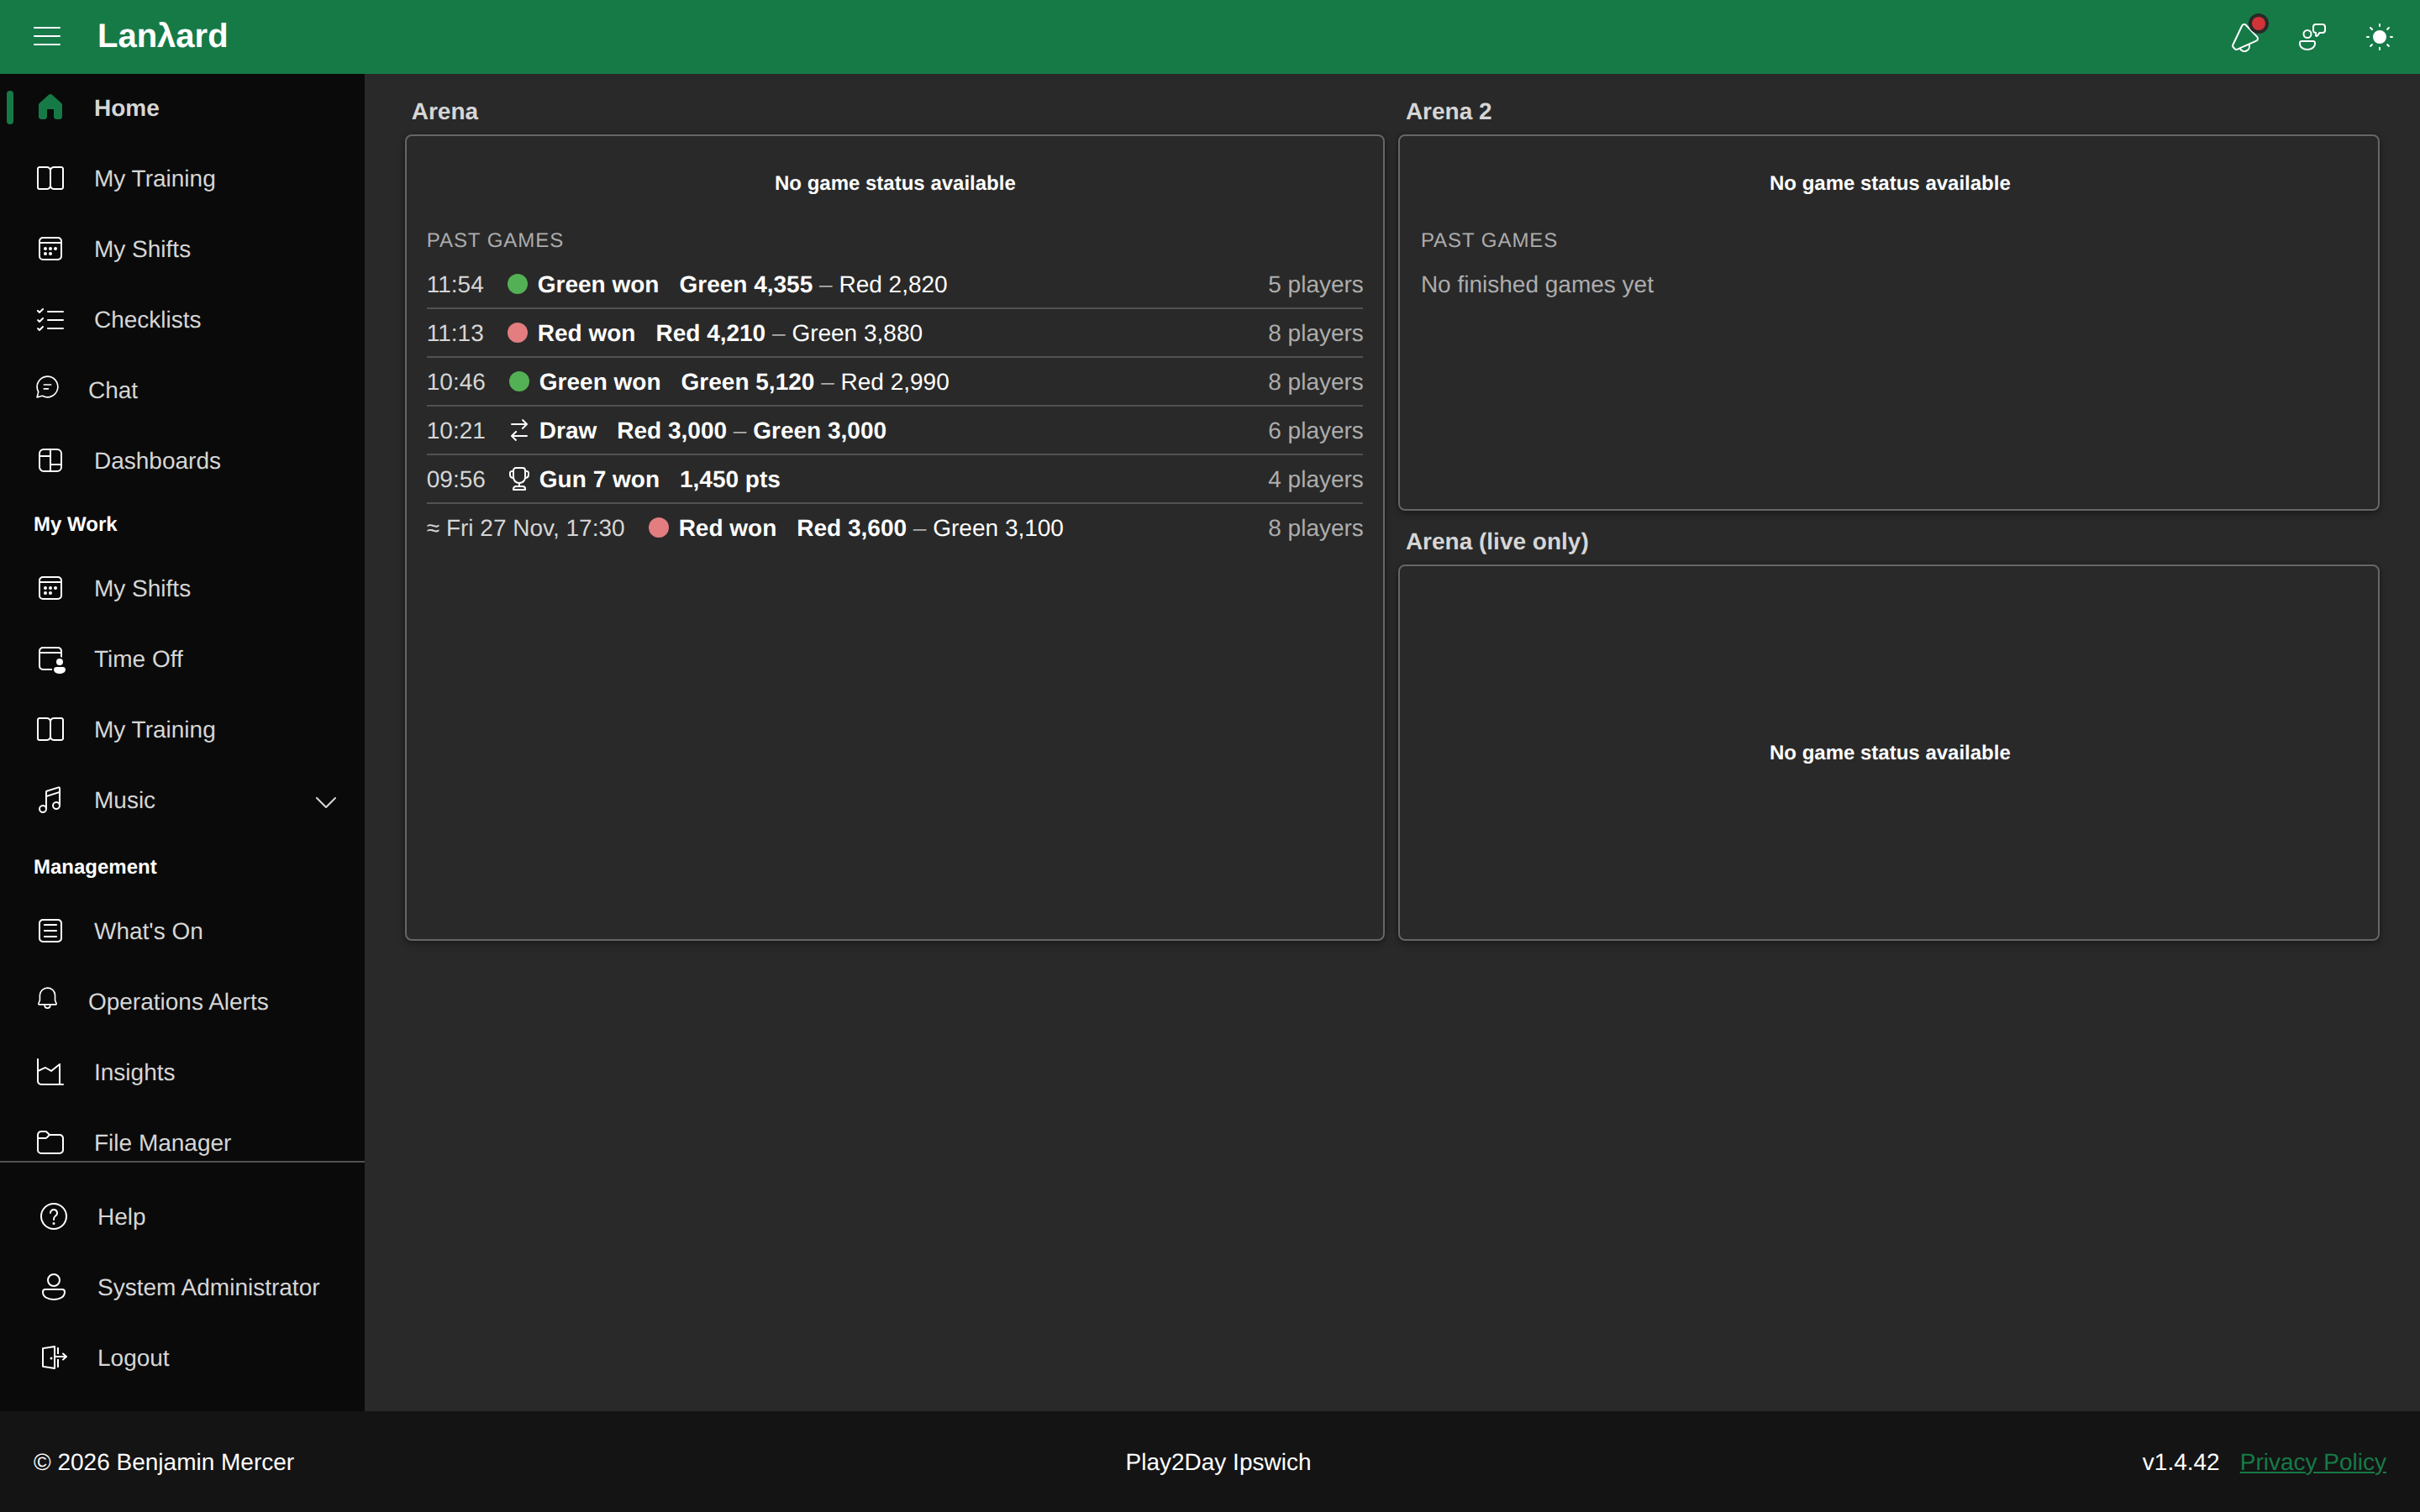 Lanλard
Home
My Training
My Shifts
Checklists
Chat
Dashboards
My Work
My Shifts
Time Off
My Training
Music
Management
What's On
Operations Alerts
Insights
File Manager
Help
System Administrator
Logout
Arena
No game status available
PAST GAMES
11:54 Green won Green 4,355 – Red 2,820 5 players
11:13 Red won Red 4,210 – Green 3,880 8 players
10:46 Green won Green 5,120 – Red 2,990 8 players
10:21 Draw Red 3,000 – Green 3,000 6 players
09:56 Gun 7 won 1,450 pts 4 players
≈ Fri 27 Nov, 17:30 Red won Red 3,600 – Green 3,100 8 players
Arena 2
No game status available
PAST GAMES
No finished games yet
Arena (live only)
No game status available
© 2026 Benjamin Mercer
Play2Day Ipswich
v1.4.42 Privacy Policy